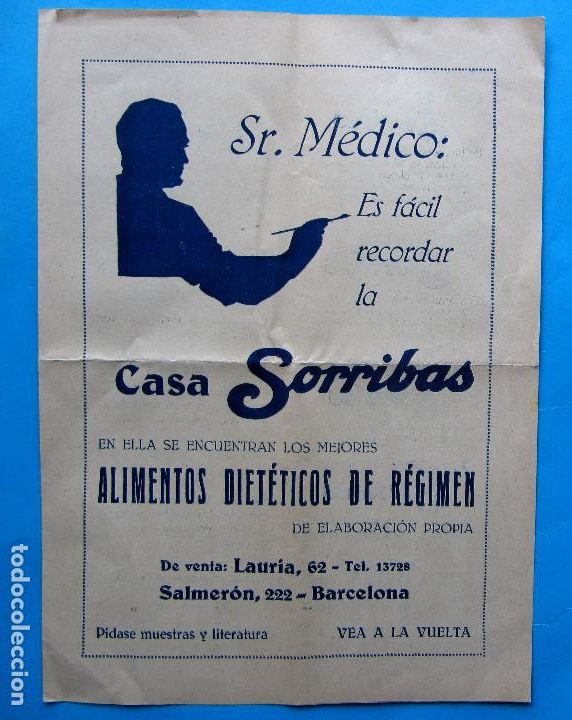 Sr. Médico:
Es fácil
recordar
la
Casa Sorribas
EN ELLA SE ENCUENTRAN LOS MEJORES
ALIMENTOS DIETÉTICOS DE RÉGIMEN
DE ELABORACIÓN PROPIA
De venta: Lauria, 62 - Tel. 13728
Salmerón, 222 - Barcelona
Pídase muestras y literatura VEA A LA VUELTA
todocoleccion